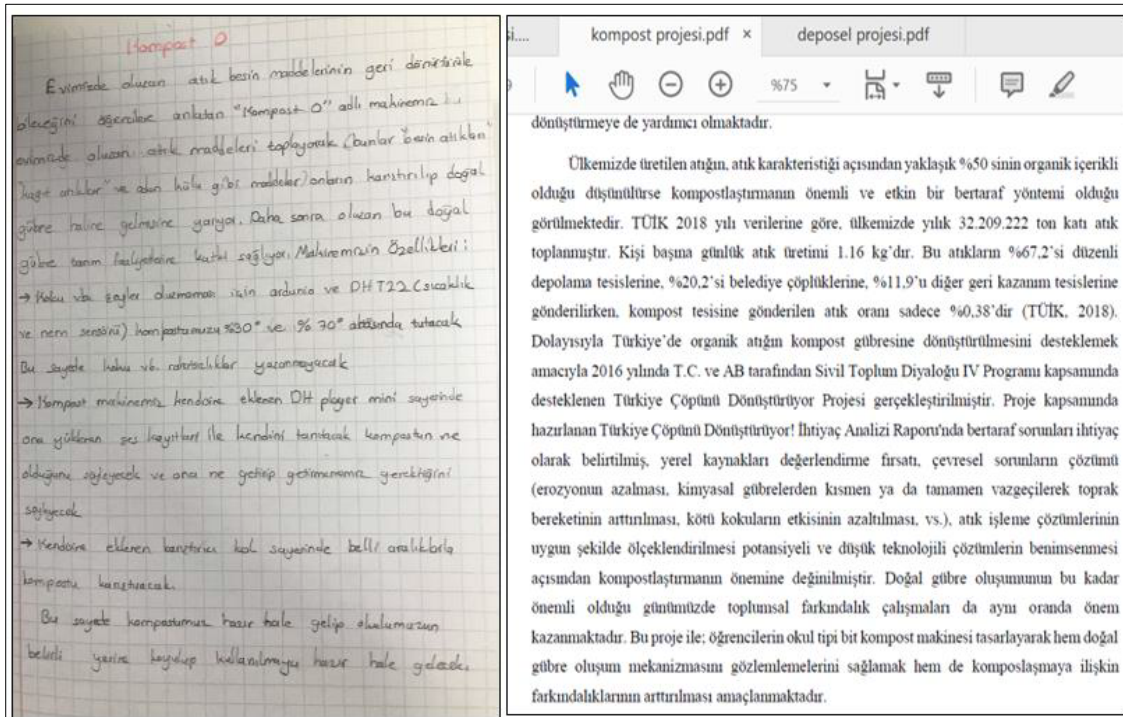 Kompost O
Evimizde oluşan atık besin maddelerinin geri dönüştürüle
bileceğini öğrencilere anlatan "Kompost O" adlı makinemiz bu
evimizde oluşan atık maddeleri toplayarak (bunlar "besin atıkları"
"kağıt atıklar" ve gibi maddeler) onların karıştırılıp doğal
gübre haline gelmesine yarıyor. Daha sonra oluşan bu doğal
gübre tarım faaliyetlerine katkı sağlıyor. Makinemizin Özellikleri:
→ Koku vb. şeyler oluşmaması için ardunio ve DHT22 (sıcaklık
ve nem sensörü) kompostumuzu %30° ve %70° arasında tutacak
Bu sayede koku vb. rahatsızlıklar yaşanmayacak
→ Kompost makinemiz kendisine eklenen DH player mini sayesinde
ona yüklenen ses kayıtları ile kendini tanıtacak kompostun ne
olduğunu söyleyecek ve ona ne getirip getirmememiz gerektiğini
söyleyecek
→ Kendisine eklenen karıştırıcı kol sayesinde belli aralıklarla
kompostu karıştıracak.
Bu sayede kompostumuz hazır hale gelip okulumuzun
belirli yerine koyulup kullanılmaya hazır hale gelecek.
si....
kompost projesi.pdf ×
deposel projesi.pdf
%75
dönüştürmeye de yardımcı olmaktadır.
Ülkemizde üretilen atığın, atık karakteristiği açısından yaklaşık %50 sinin organik içerikli
olduğu düşünülürse kompostlaştırmanın önemli ve etkin bir bertaraf yöntemi olduğu
görülmektedir. TÜİK 2018 yılı verilerine göre, ülkemizde yıllık 32.209.222 ton katı atık
toplanmıştır. Kişi başına günlük atık üretimi 1.16 kg'dır. Bu atıkların %67,2'si düzenli
depolama tesislerine, %20,2'si belediye çöplüklerine, %11,9'u diğer geri kazanım tesislerine
gönderilirken, kompost tesisine gönderilen atık oranı sadece %0,38'dir (TÜİK, 2018).
Dolayısıyla Türkiye'de organik atığın kompost gübresine dönüştürülmesini desteklemek
amacıyla 2016 yılında T.C. ve AB tarafından Sivil Toplum Diyaloğu IV Programı kapsamında
desteklenen Türkiye Çöpünü Dönüştürüyor Projesi gerçekleştirilmiştir. Proje kapsamında
hazırlanan Türkiye Çöpünü Dönüştürüyor! İhtiyaç Analizi Raporu'nda bertaraf sorunları ihtiyaç
olarak belirtilmiş, yerel kaynakları değerlendirme fırsatı, çevresel sorunların çözümü
(erozyonun azalması, kimyasal gübrelerden kısmen ya da tamamen vazgeçilerek toprak
bereketinin arttırılması, kötü kokuların etkisinin azaltılması, vs.), atık işleme çözümlerinin
uygun şekilde ölçeklendirilmesi potansiyeli ve düşük teknolojili çözümlerin benimsenmesi
açısından kompostlaştırmanın önemine değinilmiştir. Doğal gübre oluşumunun bu kadar
önemli olduğu günümüzde toplumsal farkındalık çalışmaları da aynı oranda önem
kazanmaktadır. Bu proje ile; öğrencilerin okul tipi bit kompost makinesi tasarlayarak hem doğal
gübre oluşum mekanizmasını gözlemlemelerini sağlamak hem de komposlaşmaya ilişkin
farkındalıklarının arttırılması amaçlanmaktadır.